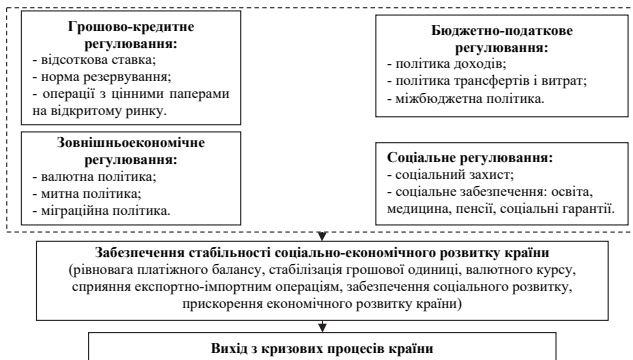 Грошово-кредитне
регулювання:
- відсоткова ставка;
- норма резервування;
- операції з цінними паперами
на відкритому ринку.
Бюджетно-податкове
регулювання:
- політика доходів;
- політика трансфертів і витрат;
- міжбюджетна політика.
Зовнішньоекономічне
регулювання:
- валютна політика;
- митна політика;
- міграційна політика.
Соціальне регулювання:
- соціальний захист;
- соціальне забезпечення: освіта,
медицина, пенсії, соціальні гарантії.
Забезпечення стабільності соціально-економічного розвитку країни
(рівновага платіжного балансу, стабілізація грошової одиниці, валютного курсу,
сприяння експортно-імпортним операціям, забезпечення соціального розвитку,
прискорення економічного розвитку країни)
Вихід з кризових процесів країни